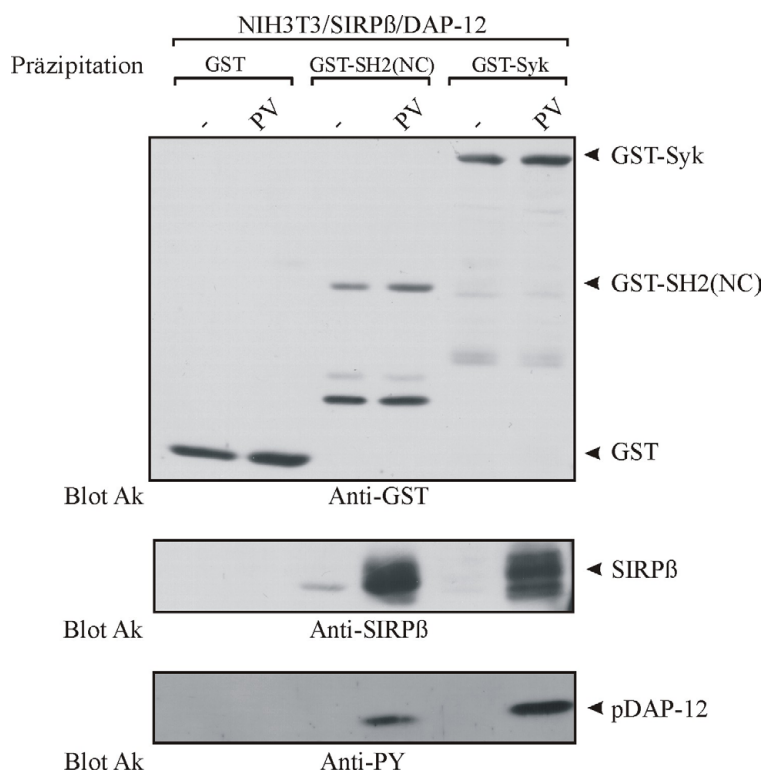 NIH3T3/SIRPß/DAP-12
Präzipitation GST GST-SH2(NC) GST-Syk
- PV - PV - PV
GST-Syk
GST-SH2(NC)
GST
Blot Ak Anti-GST
SIRPß
Blot Ak Anti-SIRPß
pDAP-12
Blot Ak Anti-PY